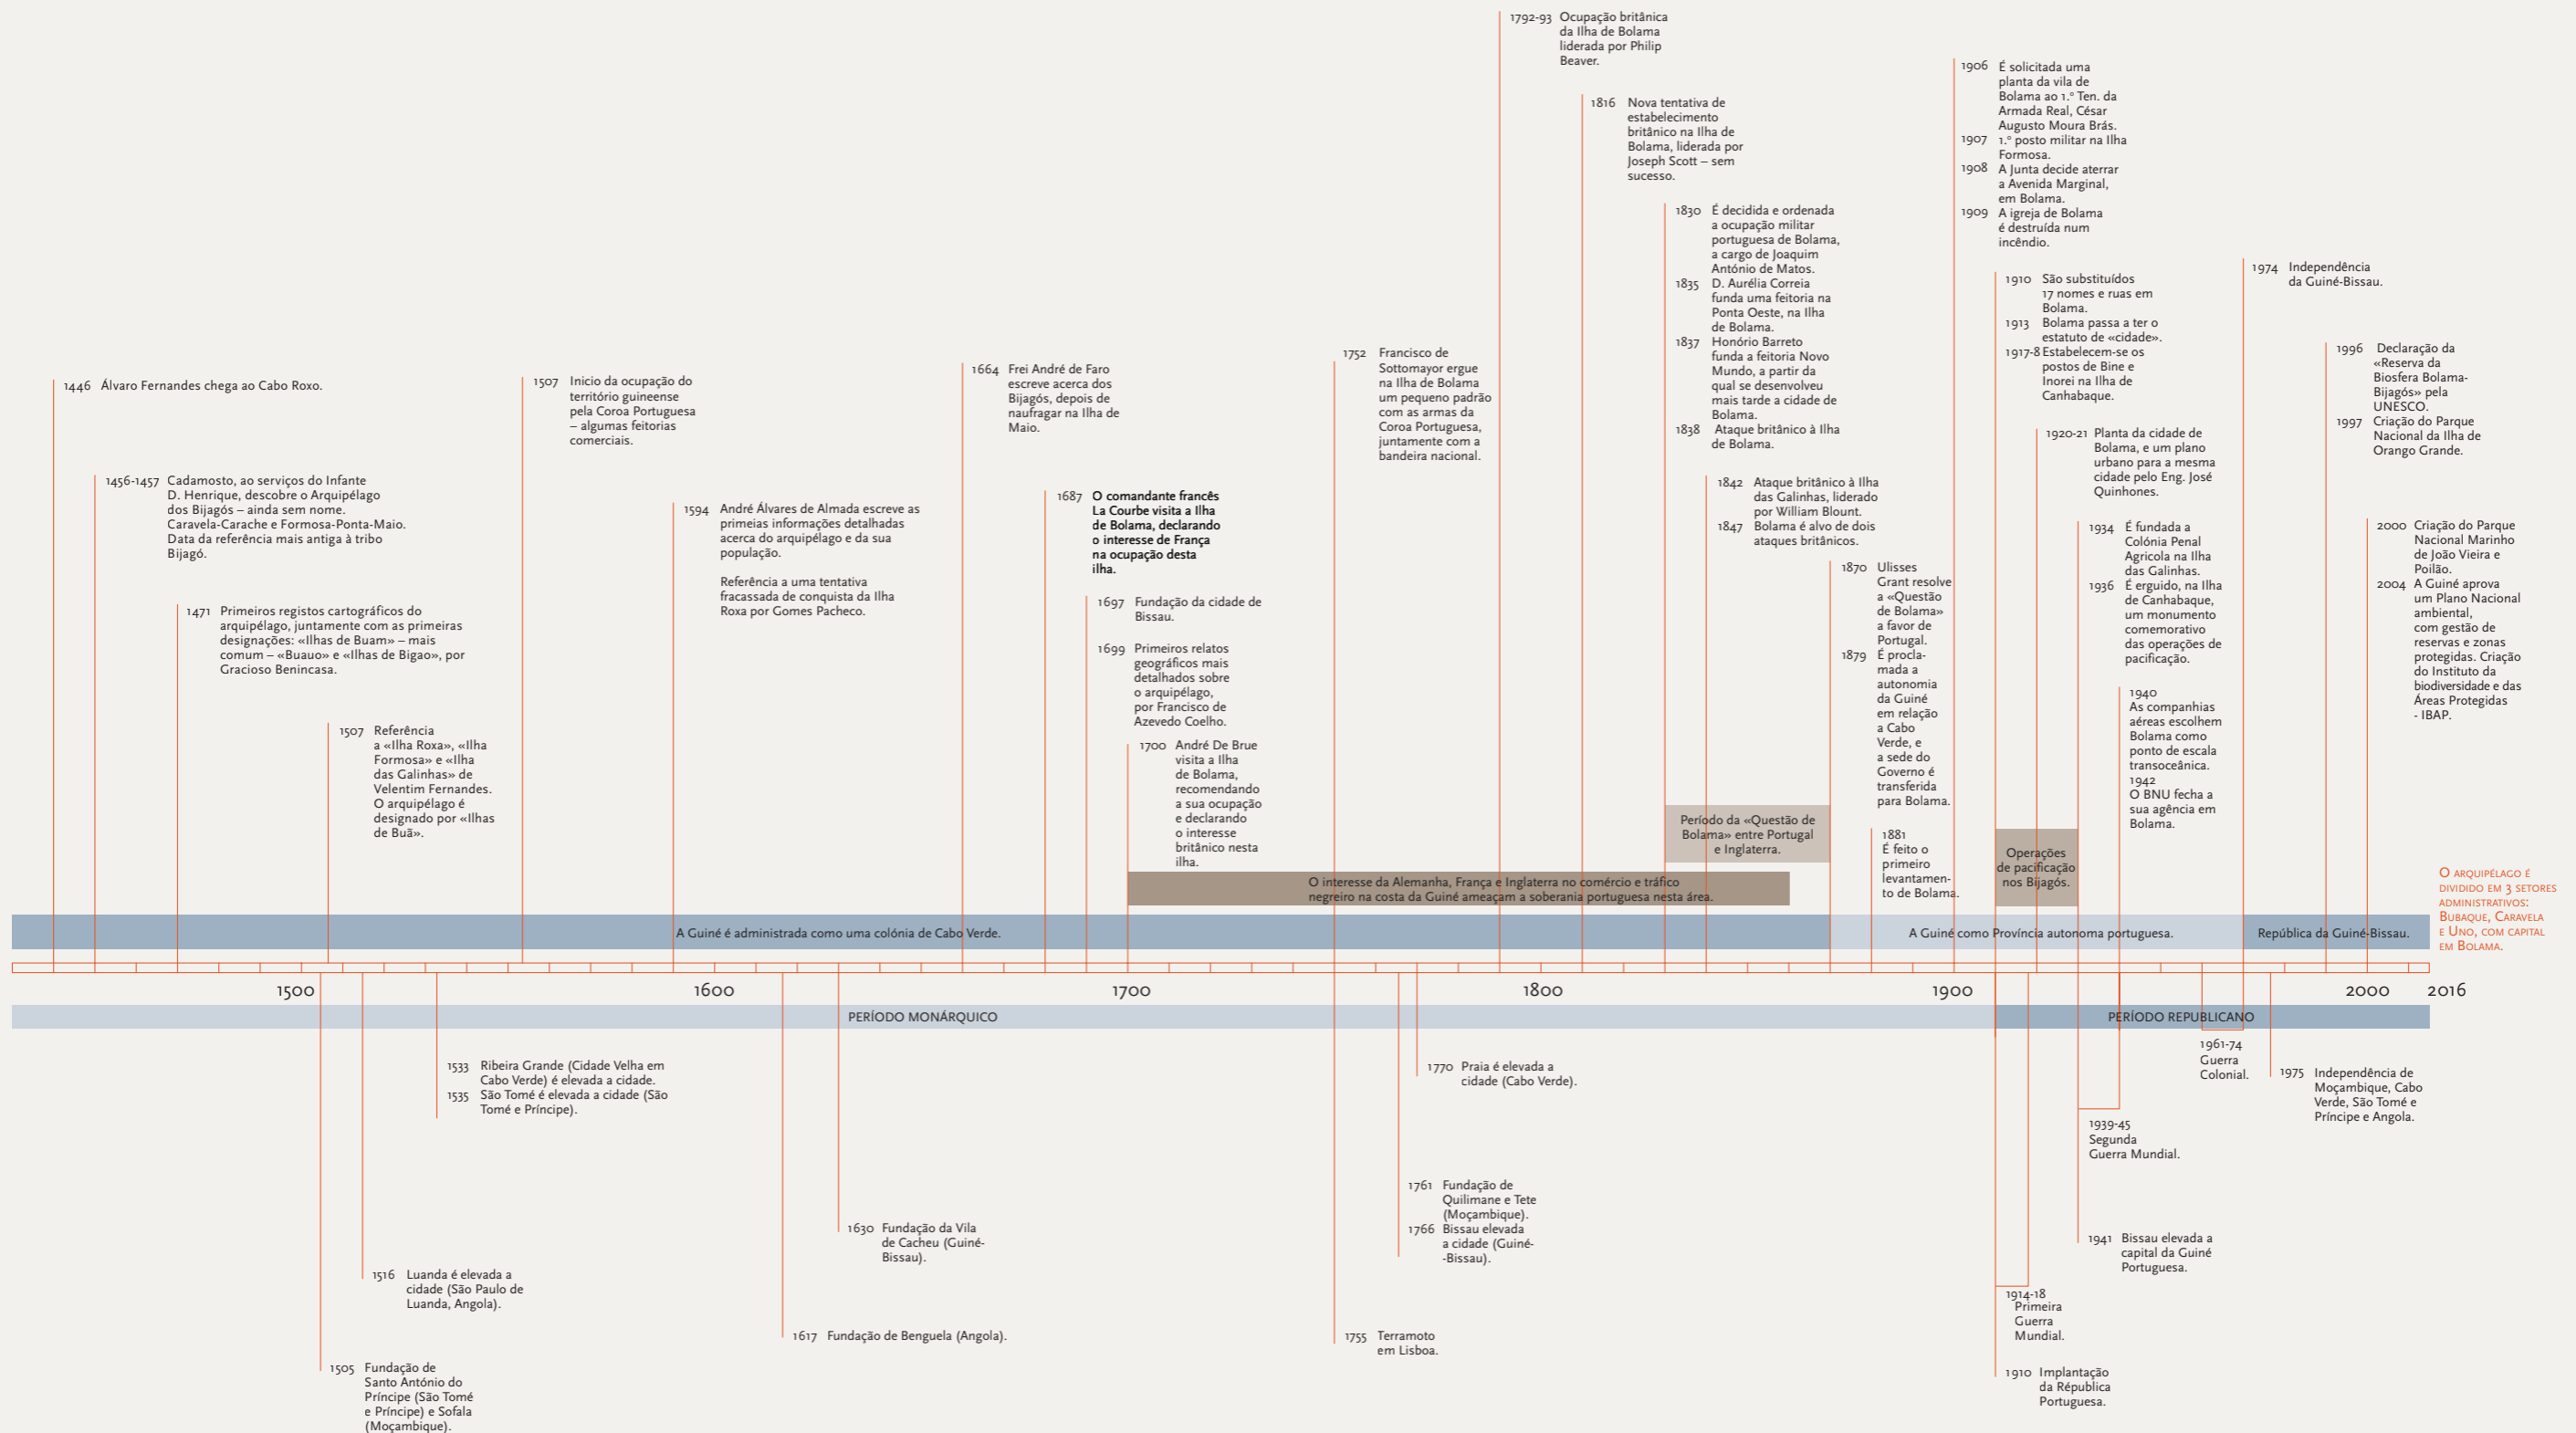 1792-93 Ocupação britânica
da Ilha de Bolama
liderada por Philip
Beaver.
1816 Nova tentativa de
estabelecimento
britânico na Ilha de
Bolama, liderada por
Joseph Scott – sem
sucesso.
1906 É solicitada uma
planta da vila de
Bolama ao 1.º Ten. da
Armada Real, César
Augusto Moura Brás.
1907 1.º posto militar na Ilha
Formosa.
1908 A Junta decide aterrar
a Avenida Marginal,
em Bolama.
1909 A igreja de Bolama
é destruída num
incêndio.
1830 É decidida e ordenada
a ocupação militar
portuguesa de Bolama,
a cargo de Joaquim
António de Matos.
1835 D. Aurélia Correia
funda uma feitoria na
Ponta Oeste, na Ilha
de Bolama.
1837 Honório Barreto
funda a feitoria Novo
Mundo, a partir da
qual se desenvolveu
mais tarde a cidade de
Bolama.
1838 Ataque britânico à Ilha
de Bolama.
1910 São substituídos
17 nomes e ruas em
Bolama.
1913 Bolama passa a ter o
estatuto de «cidade».
1917-8 Estabelecem-se os
postos de Bine e
Inorei na Ilha de
Canhabaque.
1974 Independência
da Guiné-Bissau.
1996 Declaração da
«Reserva da
Biosfera Bolama-
Bijagós» pela
UNESCO.
1997 Criação do Parque
Nacional da Ilha de
Orango Grande.
1446 Álvaro Fernandes chega ao Cabo Roxo.
1507 Inicio da ocupação do
território guineense
pela Coroa Portuguesa
– algumas feitorias
comerciais.
1664 Frei André de Faro
escreve acerca dos
Bijagós, depois de
naufragar na Ilha de
Maio.
1752 Francisco de
Sottomayor ergue
na Ilha de Bolama
um pequeno padrão
com as armas da
Coroa Portuguesa,
juntamente com a
bandeira nacional.
1456-1457 Cadamosto, ao serviços do Infante
D. Henrique, descobre o Arquipélago
dos Bijagós – ainda sem nome.
Caravela-Carache e Formosa-Ponta-Maio.
Data da referência mais antiga à tribo
Bijagó.
1594 André Álvares de Almada escreve as
primeias informações detalhadas
acerca do arquipélago e da sua
população.
Referência a uma tentativa
fracassada de conquista da Ilha
Roxa por Gomes Pacheco.
1687 O comandante francês
La Courbe visita a Ilha
de Bolama, declarando
o interesse de França
na ocupação desta
ilha.
1697 Fundação da cidade de
Bissau.
1699 Primeiros relatos
geográficos mais
detalhados sobre
o arquipélago,
por Francisco de
Azevedo Coelho.
1700 André De Brue
visita a Ilha
de Bolama,
recomendando
a sua ocupação
e declarando
o interesse
britânico nesta
ilha.
1842 Ataque britânico à Ilha
das Galinhas, liderado
por William Blount.
1847 Bolama é alvo de dois
ataques britânicos.
1870 Ulisses
Grant resolve
a «Questão
de Bolama»
a favor de
Portugal.
1879 É procla-
mada a
autonomia
da Guiné
em relação
a Cabo
Verde, e
a sede do
Governo é
transferida
para Bolama.
1881
É feito o
primeiro
levantamen-
to de Bolama.
1920-21 Planta da cidade de
Bolama, e um plano
urbano para a mesma
cidade pelo Eng. José
Quinhones.
1934 É fundada a
Colónia Penal
Agricola na Ilha
das Galinhas.
1936 É erguido, na Ilha
de Canhabaque,
um monumento
comemorativo
das operações de
pacificação.
1940
As companhias
aéreas escolhem
Bolama como
ponto de escala
transoceânica.
1942
O BNU fecha a
sua agência em
Bolama.
2000 Criação do Parque
Nacional Marinho
de João Vieira e
Poilão.
2004 A Guiné aprova
um Plano Nacional
ambiental,
com gestão de
reservas e zonas
protegidas. Criação
do Instituto da
biodiversidade e das
Áreas Protegidas
- IBAP.
1471 Primeiros registos cartográficos do
arquipélago, juntamente com as primeiras
designações: «Ilhas de Buam» – mais
comum – «Buauo» e «Ilhas de Bigao», por
Gracioso Benincasa.
1507 Referência
a «Ilha Roxa», «Ilha
Formosa» e «Ilha
das Galinhas» de
Velentim Fernandes.
O arquipélago é
designado por «Ilhas
de Buã».
Período da «Questão de
Bolama» entre Portugal
e Inglaterra.
Operações
de pacificação
nos Bijagós.
O interesse da Alemanha, França e Inglaterra no comércio e tráfico
negreiro na costa da Guiné ameaçam a soberania portuguesa nesta área.
O arquipélago é
dividido em 3 setores
administrativos:
Bubaque, Caravela
e Uno, com capital
em Bolama.
A Guiné é administrada como uma colónia de Cabo Verde.
A Guiné como Província autonoma portuguesa.
República da Guiné-Bissau.
1500 1600 1700 1800 1900 2000 2016
PERÍODO MONÁRQUICO
PERÍODO REPUBLICANO
1533 Ribeira Grande (Cidade Velha em
Cabo Verde) é elevada a cidade.
1535 São Tomé é elevada a cidade (São
Tomé e Príncipe).
1770 Praia é elevada a
cidade (Cabo Verde).
1961-74
Guerra
Colonial.
1975 Independência de
Moçambique, Cabo
Verde, São Tomé e
Príncipe e Angola.
1939-45
Segunda
Guerra Mundial.
1761 Fundação de
Quilimane e Tete
(Moçambique).
1766 Bissau elevada
a cidade (Guiné-
-Bissau).
1630 Fundação da Vila
de Cacheu (Guiné-
Bissau).
1941 Bissau elevada a
capital da Guiné
Portuguesa.
1516 Luanda é elevada a
cidade (São Paulo de
Luanda, Angola).
1914-18
Primeira
Guerra
Mundial.
1617 Fundação de Benguela (Angola).
1755 Terramoto
em Lisboa.
1505 Fundação de
Santo António do
Príncipe (São Tomé
e Príncipe) e Sofala
(Moçambique).
1910 Implantação
da Républica
Portuguesa.